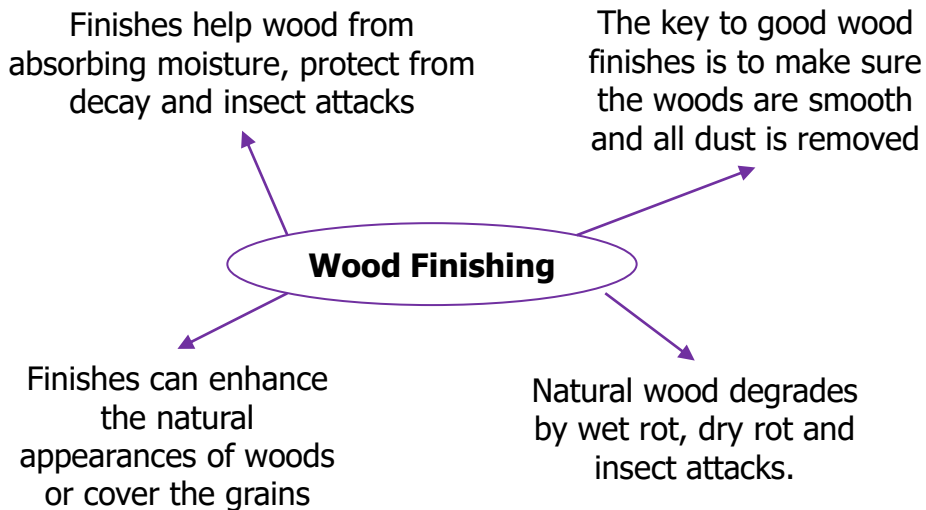 Finishes help wood from
absorbing moisture, protect from
decay and insect attacks
The key to good wood
finishes is to make sure
the woods are smooth
and all dust is removed
Wood Finishing
Finishes can enhance
the natural
appearances of woods
or cover the grains
Natural wood degrades
by wet rot, dry rot and
insect attacks.